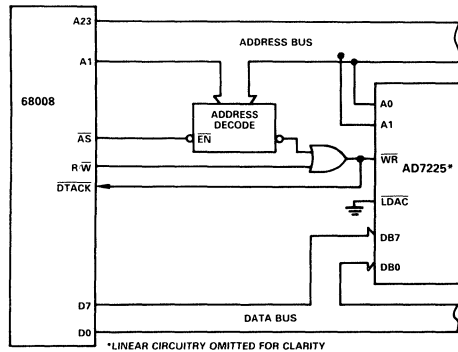 A23
ADDRESS BUS
A1
68008
ADDRESS
DECODE
A0
A1
AS
EN
R/W
WR
AD7225*
DTACK
LDAC
DB7
DB0
D7
DATA BUS
D0
*LINEAR CIRCUITRY OMITTED FOR CLARITY